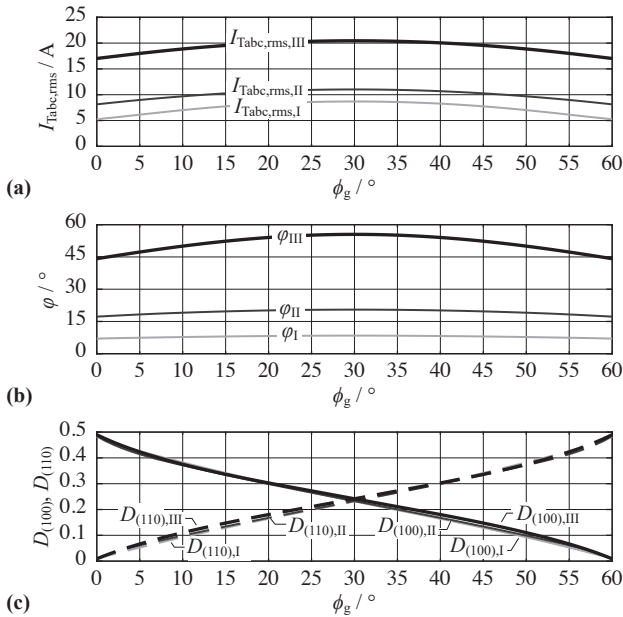 25
20
15
10
5
0
I_Tabc,rms / A
I_Tabc,rms,III
I_Tabc,rms,II
I_Tabc,rms,I
0 5 10 15 20 25 30 35 40 45 50 55 60
(a)
ϕ_g / °
60
45
30
15
0
φ / °
φ_III
φ_II
φ_I
0 5 10 15 20 25 30 35 40 45 50 55 60
(b)
ϕ_g / °
0.5
0.4
0.3
0.2
0.1
0
D_(100), D_(110)
D_(110),III
D_(110),I
D_(110),II
D_(100),II
D_(100),III
D_(100),I
0 5 10 15 20 25 30 35 40 45 50 55 60
(c)
ϕ_g / °